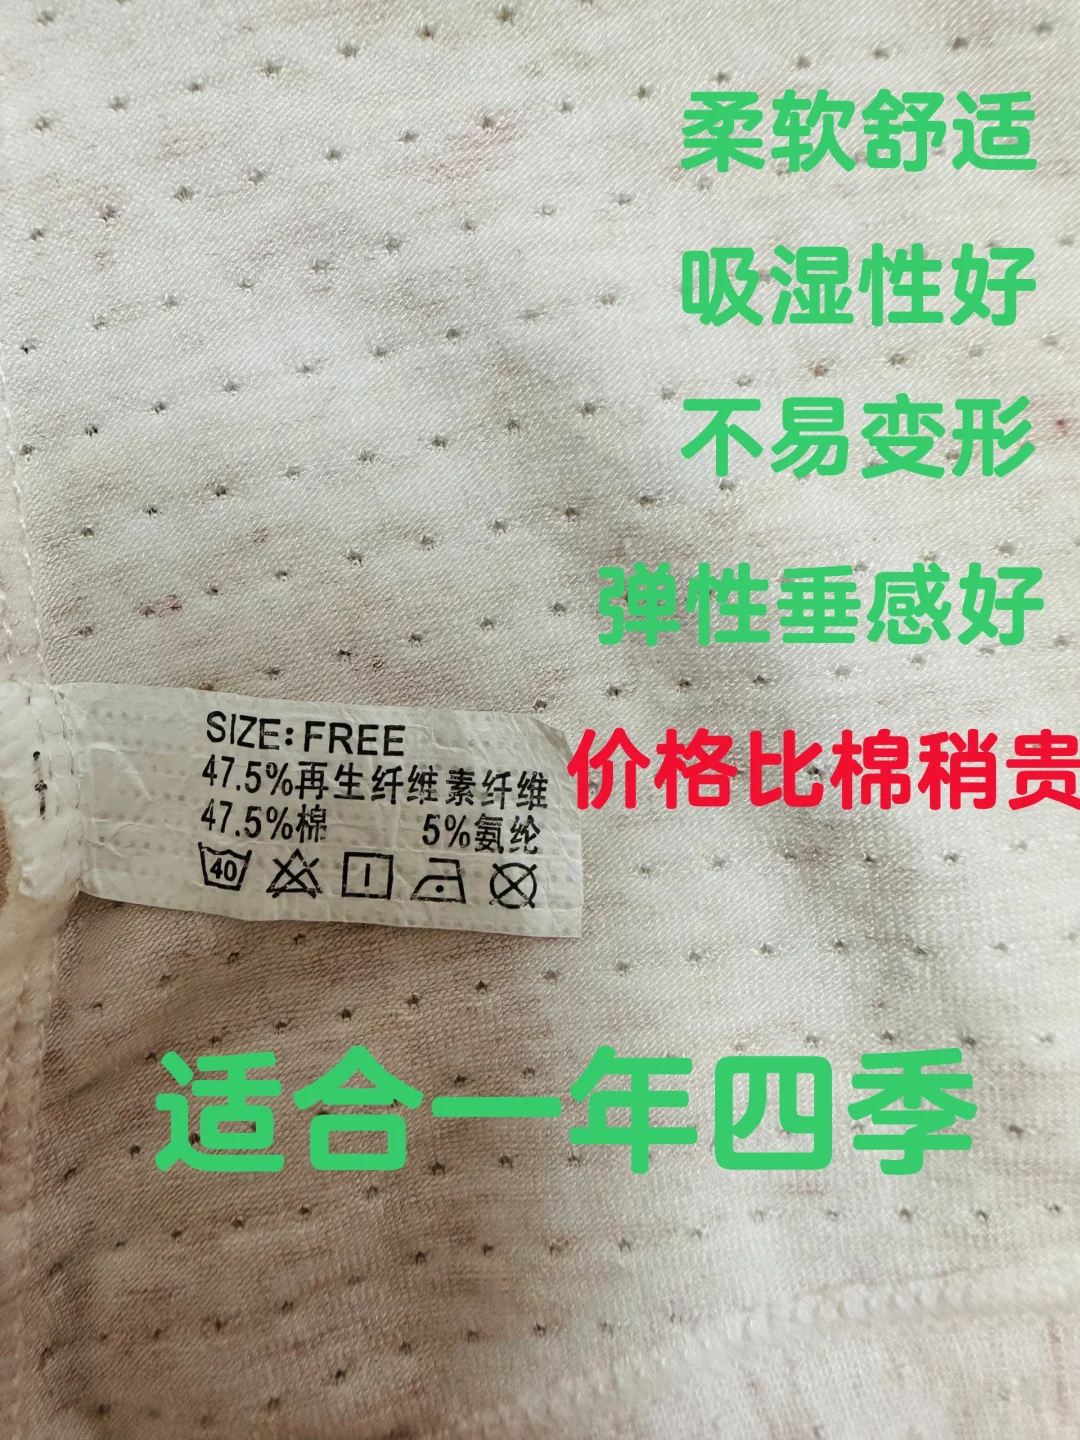 柔软舒适
吸湿性好
不易变形
弹性垂感好
SIZE: FREE
47.5%再生纤维素纤维
47.5%棉 5%氨纶
40
价格比棉稍贵
适合一年四季